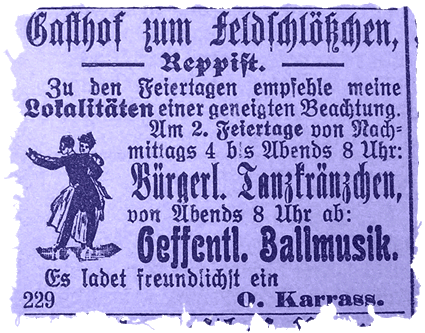 Gasthof zum Feldschlößchen,
Reppist.
Zu den Feiertagen empfehle meine
Lokalitäten einer geneigten Beachtung.
Am 2. Feiertage von Nach-
mittags 4 bis Abends 8 Uhr:
Bürgerl. Tanzkränzchen,
von Abends 8 Uhr ab:
Oeffentl. Ballmusik.
Es ladet freundlichst ein
229 O. Karrass.